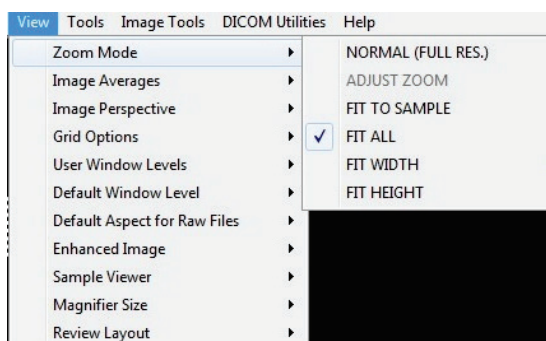 View Tools Image Tools DICOM Utilities Help
Zoom Mode
Image Averages
Image Perspective
Grid Options
User Window Levels
Default Window Level
Default Aspect for Raw Files
Enhanced Image
Sample Viewer
Magnifier Size
Review Layout
NORMAL (FULL RES.)
ADJUST ZOOM
FIT TO SAMPLE
FIT ALL
FIT WIDTH
FIT HEIGHT